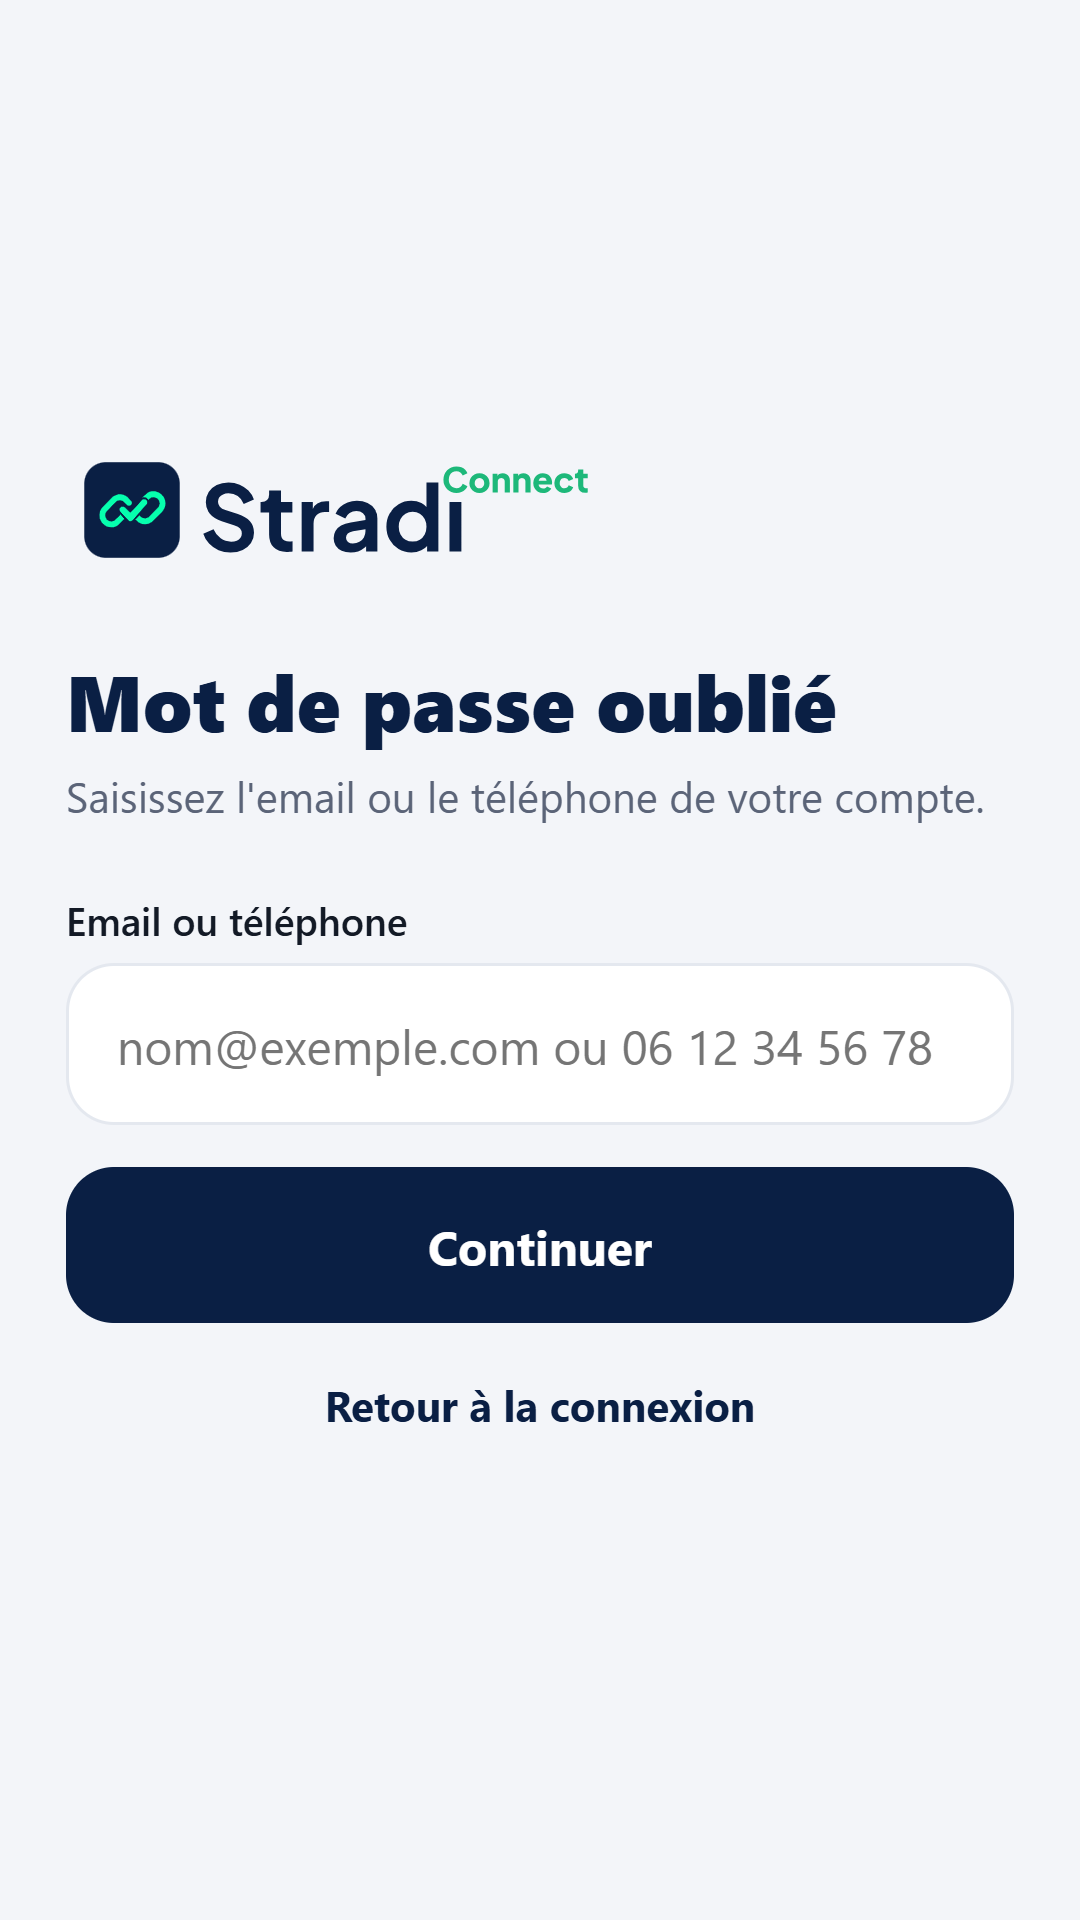 Stradi Connect
Mot de passe oublié
Saisissez l'email ou le téléphone de votre compte.
Email ou téléphone
nom@exemple.com ou 06 12 34 56 78
Continuer
Retour à la connexion